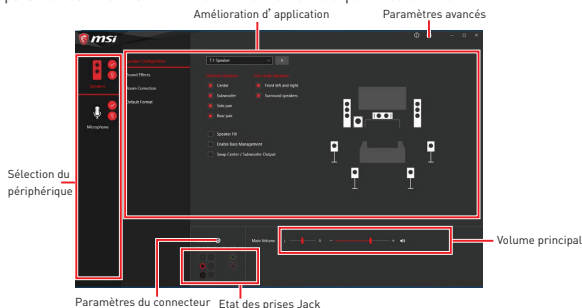 Amélioration d'application
Paramètres avancés
msi
Speaker Configuration
Sound Effects
Room Correction
Default Format
Speakers
Microphone
7.1 Speaker
Center
Subwoofer
Side pair
Rear pair
Front left and right
Surround speakers
Speaker Fill
Enable Bass Management
Swap Center / Subwoofer Output
Sélection du
périphérique
Main Volume
L
R
-
+
Volume principal
Paramètres du connecteur
Etat des prises Jack